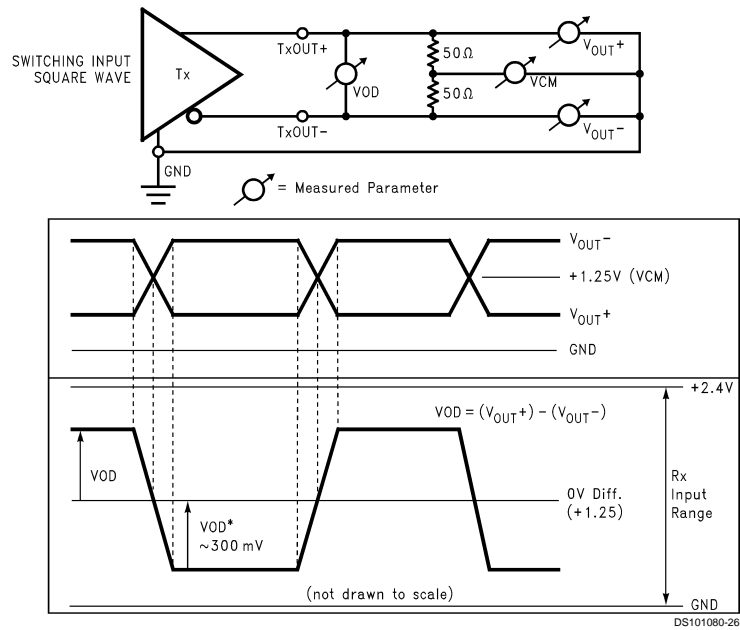 SWITCHING INPUT
SQUARE WAVE
Tx
TxOUT+
VOD
50Ω
50Ω
VCM
VOUT+
TxOUT-
VOUT-
GND
= Measured Parameter
VOUT-
+1.25V (VCM)
VOUT+
GND
+2.4V
VOD = (VOUT+) - (VOUT-)
VOD
0V Diff.
(+1.25)
Rx
Input
Range
VOD*
~300 mV
(not drawn to scale)
GND
DS101080-26